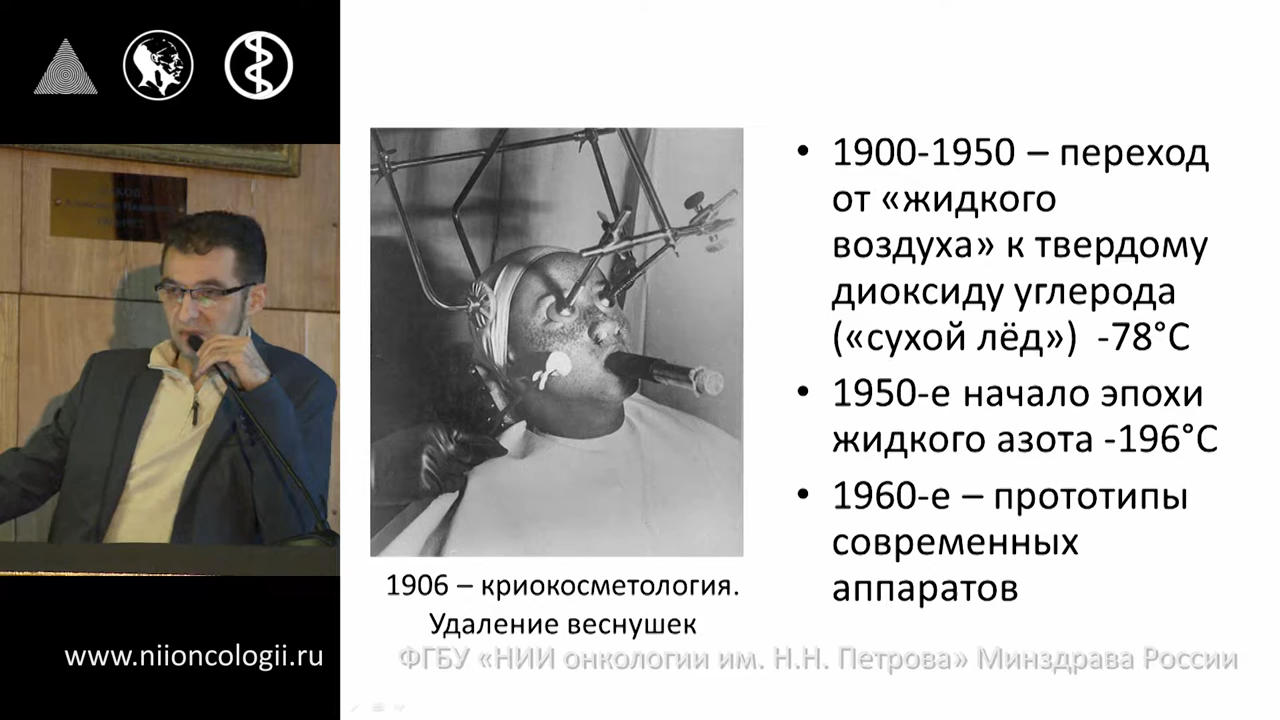 1900-1950 – переход
от «жидкого
воздуха» к твердому
диоксиду углерода
(«сухой лёд») -78°C
1950-е начало эпохи
жидкого азота -196°C
1960-е – прототипы
современных
аппаратов
1906 – криокосметология.
Удаление веснушек
www.niioncologii.ru
ФГБУ «НИИ онкологии им. Н.Н. Петрова» Минздрава России